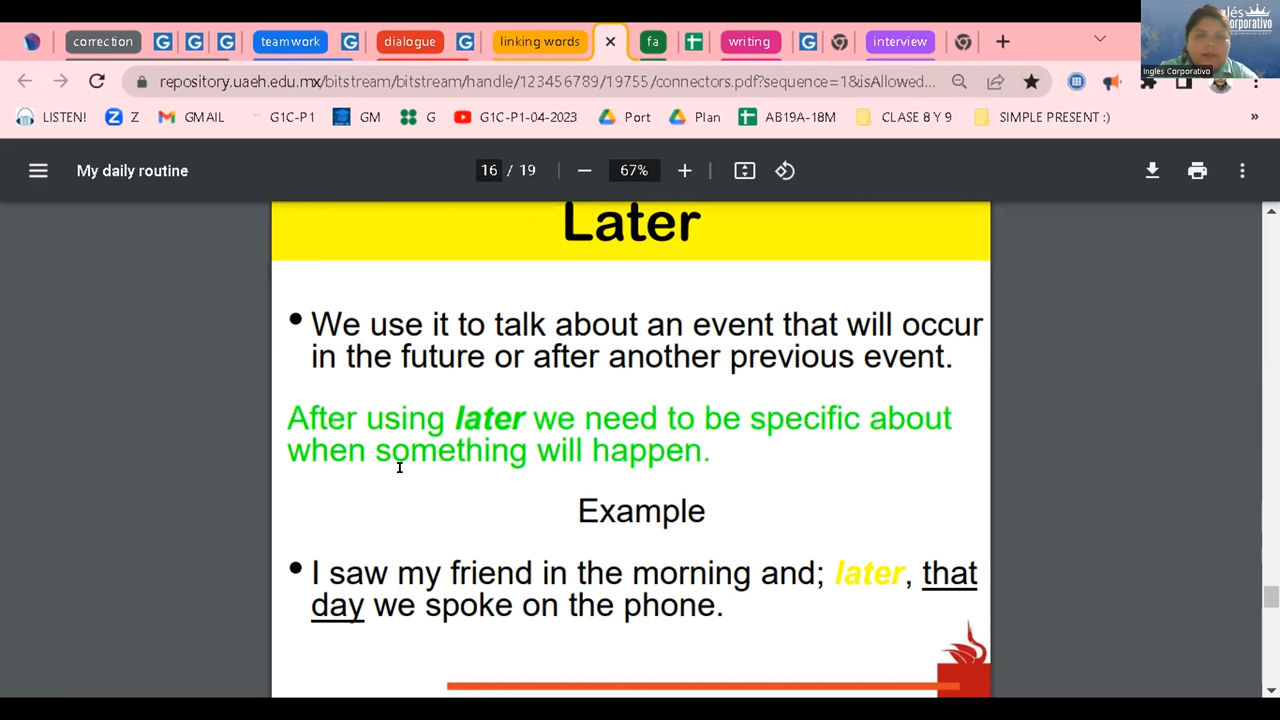 correction
teamwork
dialogue
linking words
fa
writing
interview
Corporativo
Ingles Corporativo
repository.uaeh.edu.mx/bitstream/bitstream/handle/123456789/19755/connectors.pdf?sequence=1&isAllowed...
LISTEN!
Z
GMAIL
G1C-P1
GM
G
G1C-P1-04-2023
Port
Plan
AB19A-18M
CLASE 8 Y 9
SIMPLE PRESENT :)
»
My daily routine
16 / 19
67%
Later
• We use it to talk about an event that will occur
in the future or after another previous event.
After using later we need to be specific about
when something will happen.
Example
• I saw my friend in the morning and; later, that
day we spoke on the phone.